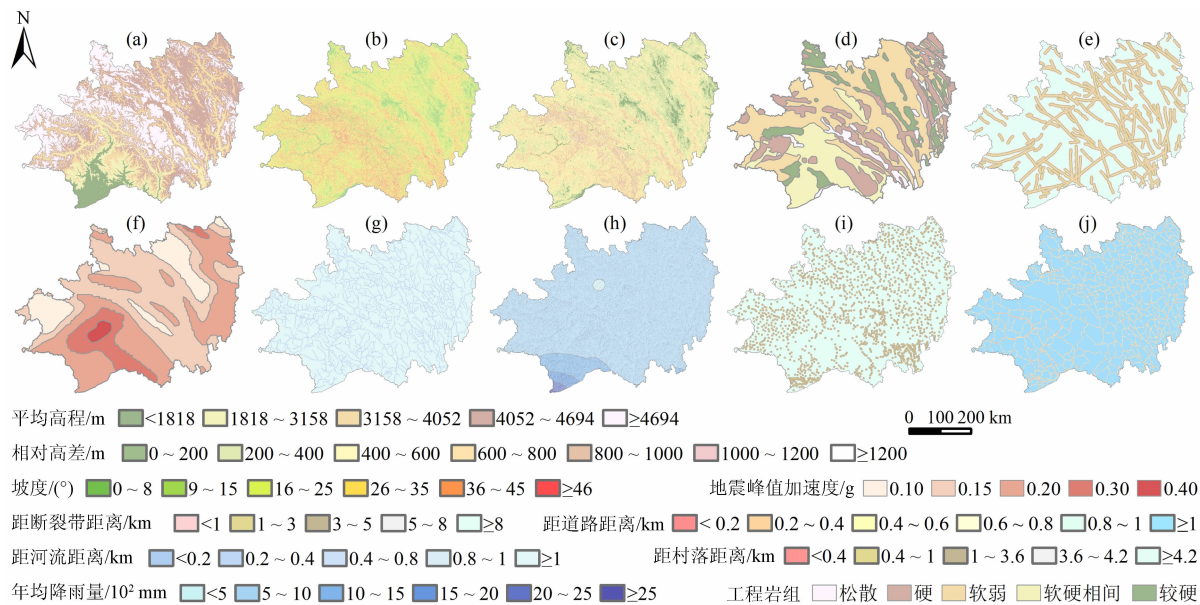 N
(a) (b) (c) (d) (e)
(f) (g) (h) (i) (j)
平均高程/m <1818 1818 ~ 3158 3158 ~ 4052 4052 ~ 4694 ≥4694
0 100 200 km
相对高差/m 0 ~ 200 200 ~ 400 400 ~ 600 600 ~ 800 800 ~ 1000 1000 ~ 1200 ≥1200
坡度/(°) 0 ~ 8 9 ~ 15 16 ~ 25 26 ~ 35 36 ~ 45 ≥46 地震峰值加速度/g 0.10 0.15 0.20 0.30 0.40
距断裂带距离/km <1 1 ~ 3 3 ~ 5 5 ~ 8 ≥8 距道路距离/km < 0.2 0.2 ~ 0.4 0.4 ~ 0.6 0.6 ~ 0.8 0.8 ~ 1 ≥1
距河流距离/km <0.2 0.2 ~ 0.4 0.4 ~ 0.8 0.8 ~ 1 ≥1 距村落距离/km <0.4 0.4 ~ 1 1 ~ 3.6 3.6 ~ 4.2 ≥4.2
年均降雨量/10² mm <5 5 ~ 10 10 ~ 15 15 ~ 20 20 ~ 25 ≥25 工程岩组 松散 硬 软弱 软硬相间 较硬